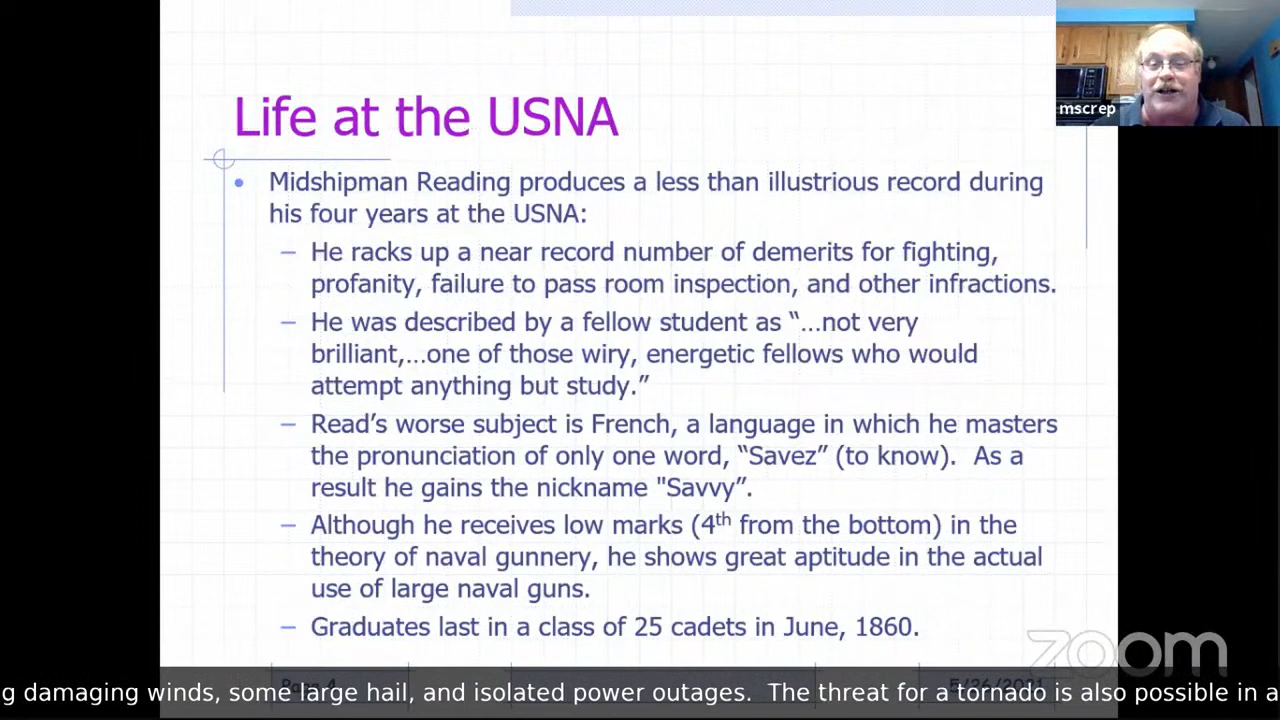 mscrep
Life at the USNA
• Midshipman Reading produces a less than illustrious record during
his four years at the USNA:
– He racks up a near record number of demerits for fighting,
profanity, failure to pass room inspection, and other infractions.
– He was described by a fellow student as “…not very
brilliant,…one of those wiry, energetic fellows who would
attempt anything but study.”
– Read’s worse subject is French, a language in which he masters
the pronunciation of only one word, “Savez” (to know).  As a
result he gains the nickname "Savvy”.
– Although he receives low marks (4th from the bottom) in the
theory of naval gunnery, he shows great aptitude in the actual
use of large naval guns.
– Graduates last in a class of 25 cadets in June, 1860.
zoom
Page 4
5/26/2021
g damaging winds, some large hail, and isolated power outages.  The threat for a tornado is also possible in a